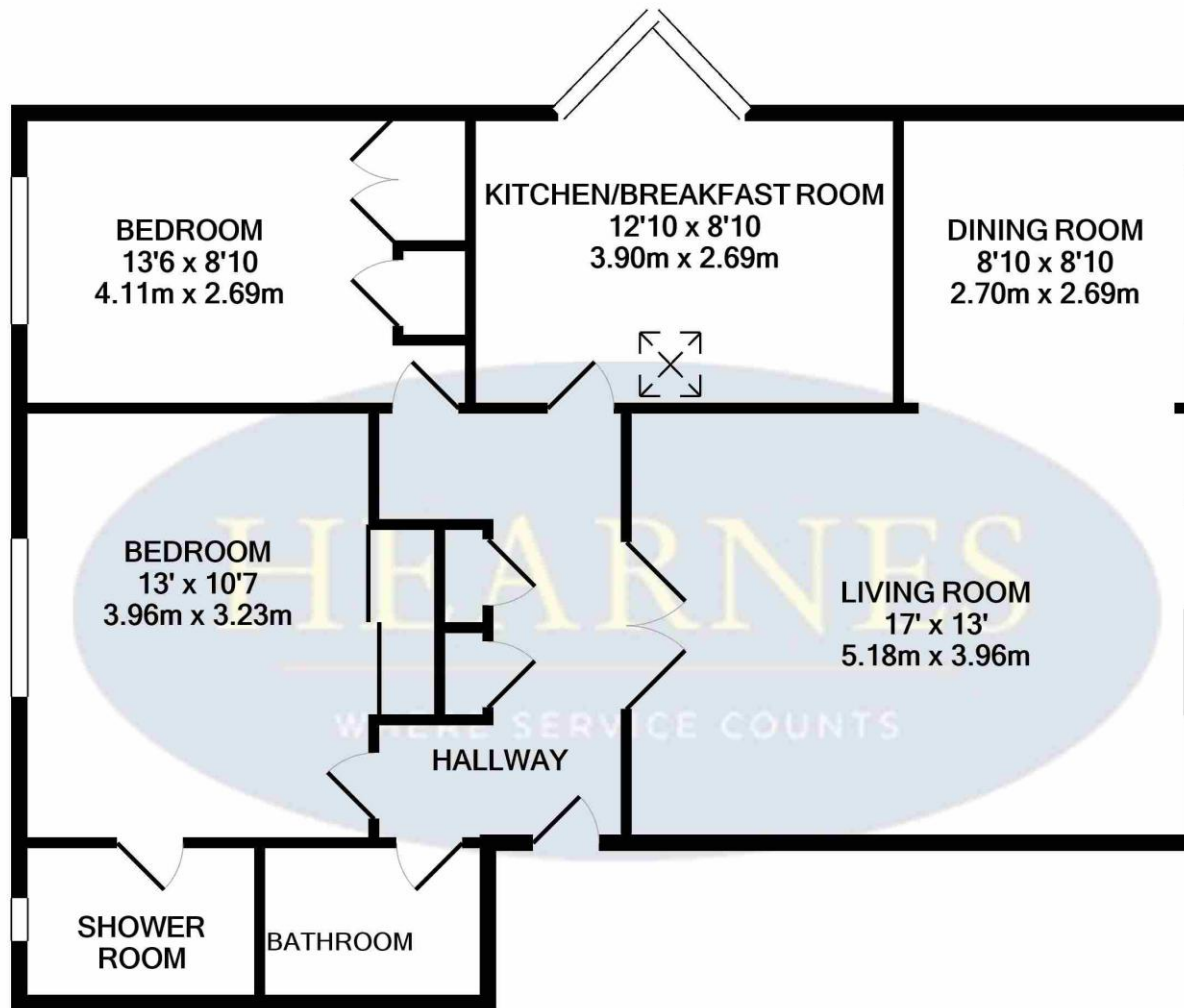 BEDROOM
13'6 x 8'10
4.11m x 2.69m
KITCHEN/BREAKFAST ROOM
12'10 x 8'10
3.90m x 2.69m
DINING ROOM
8'10 x 8'10
2.70m x 2.69m
BEDROOM
13' x 10'7
3.96m x 3.23m
LIVING ROOM
17' x 13'
5.18m x 3.96m
HEARNES
WHERE SERVICE COUNTS
HALLWAY
SHOWER
ROOM
BATHROOM